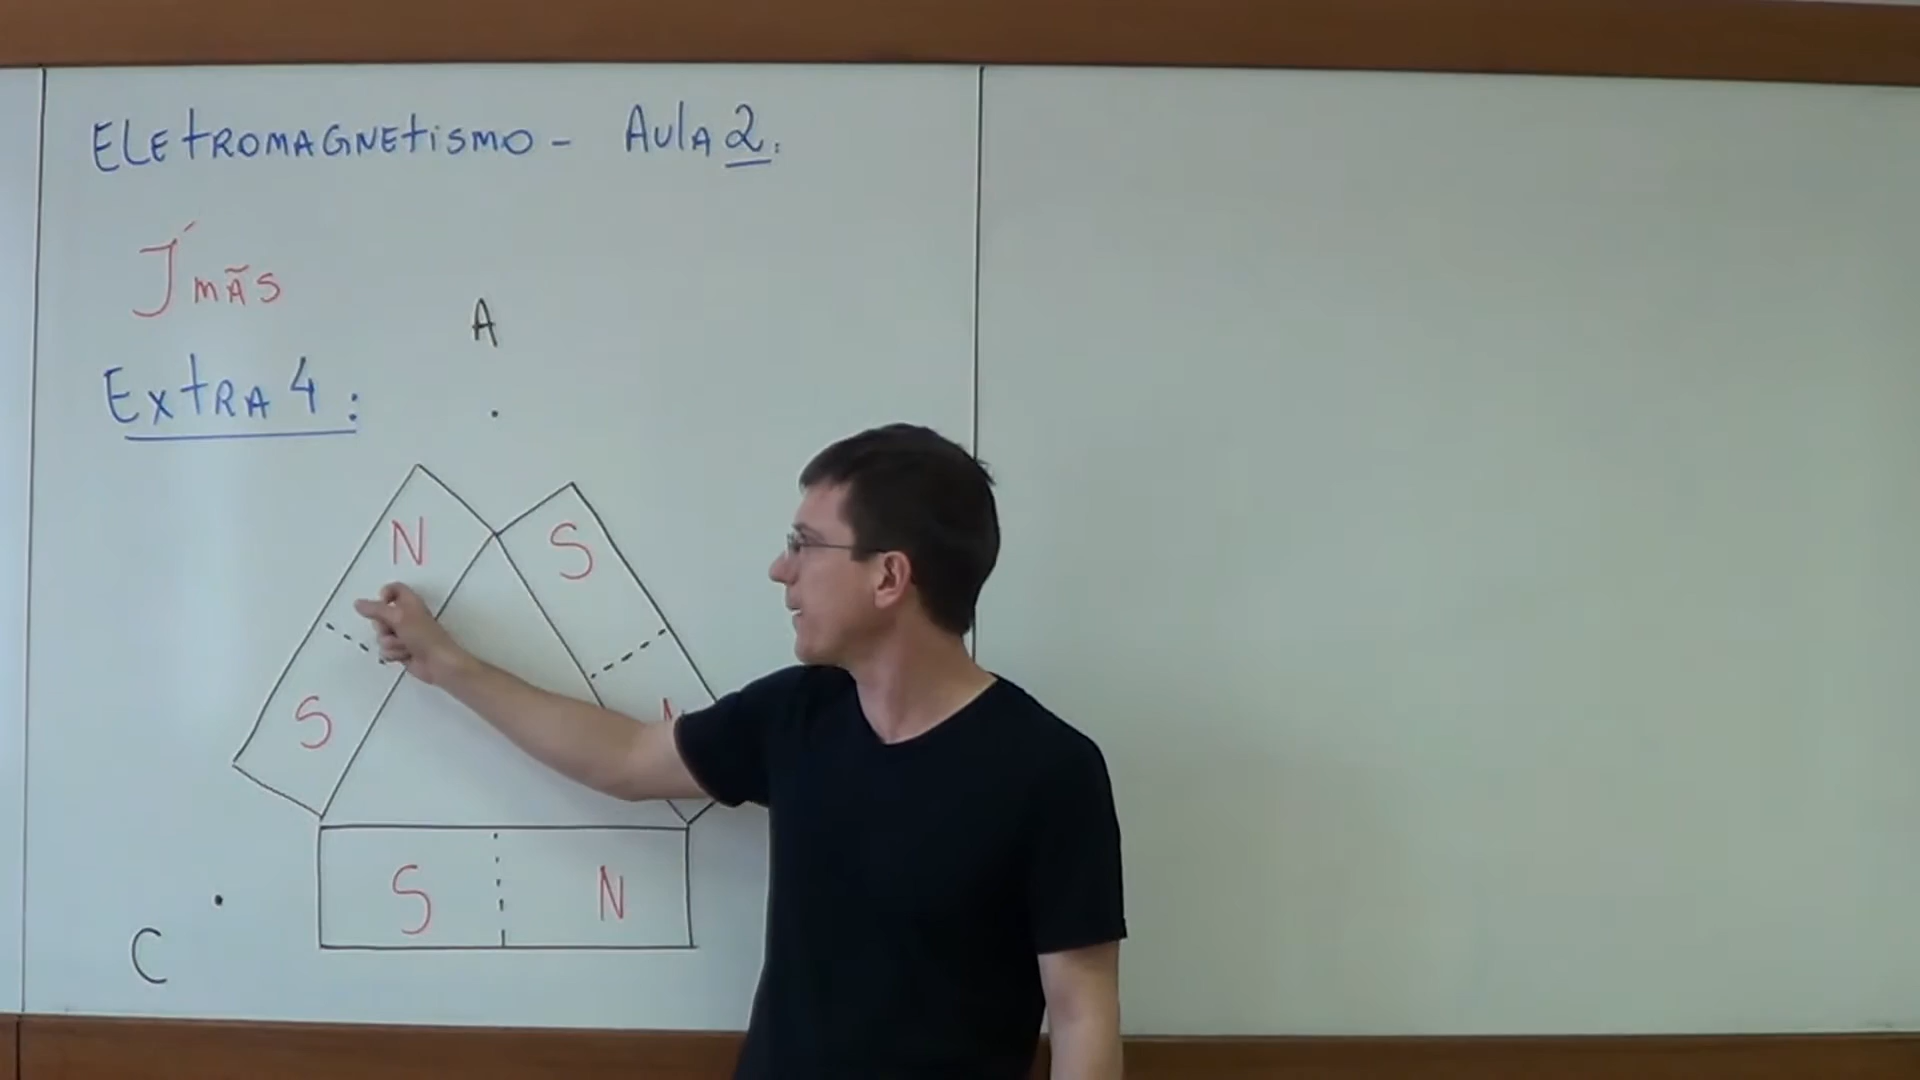 ELEtROMAGNEtismo - AulA 2.
ÍmÃs
A
ExtRA 4 :
N S
S
S N
C